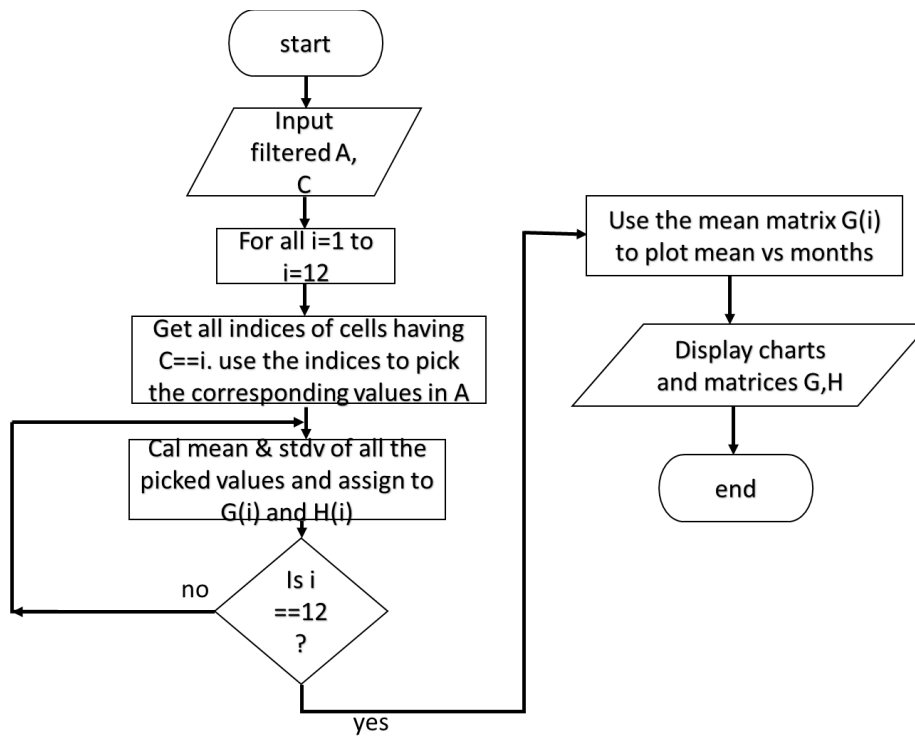 start
Input
filtered A,
C
For all i=1 to
i=12
Get all indices of cells having
C==i. use the indices to pick
the corresponding values in A
Cal mean & stdv of all the
picked values and assign to
G(i) and H(i)
Is i
==12
?
no
yes
Use the mean matrix G(i)
to plot mean vs months
Display charts
and matrices G,H
end